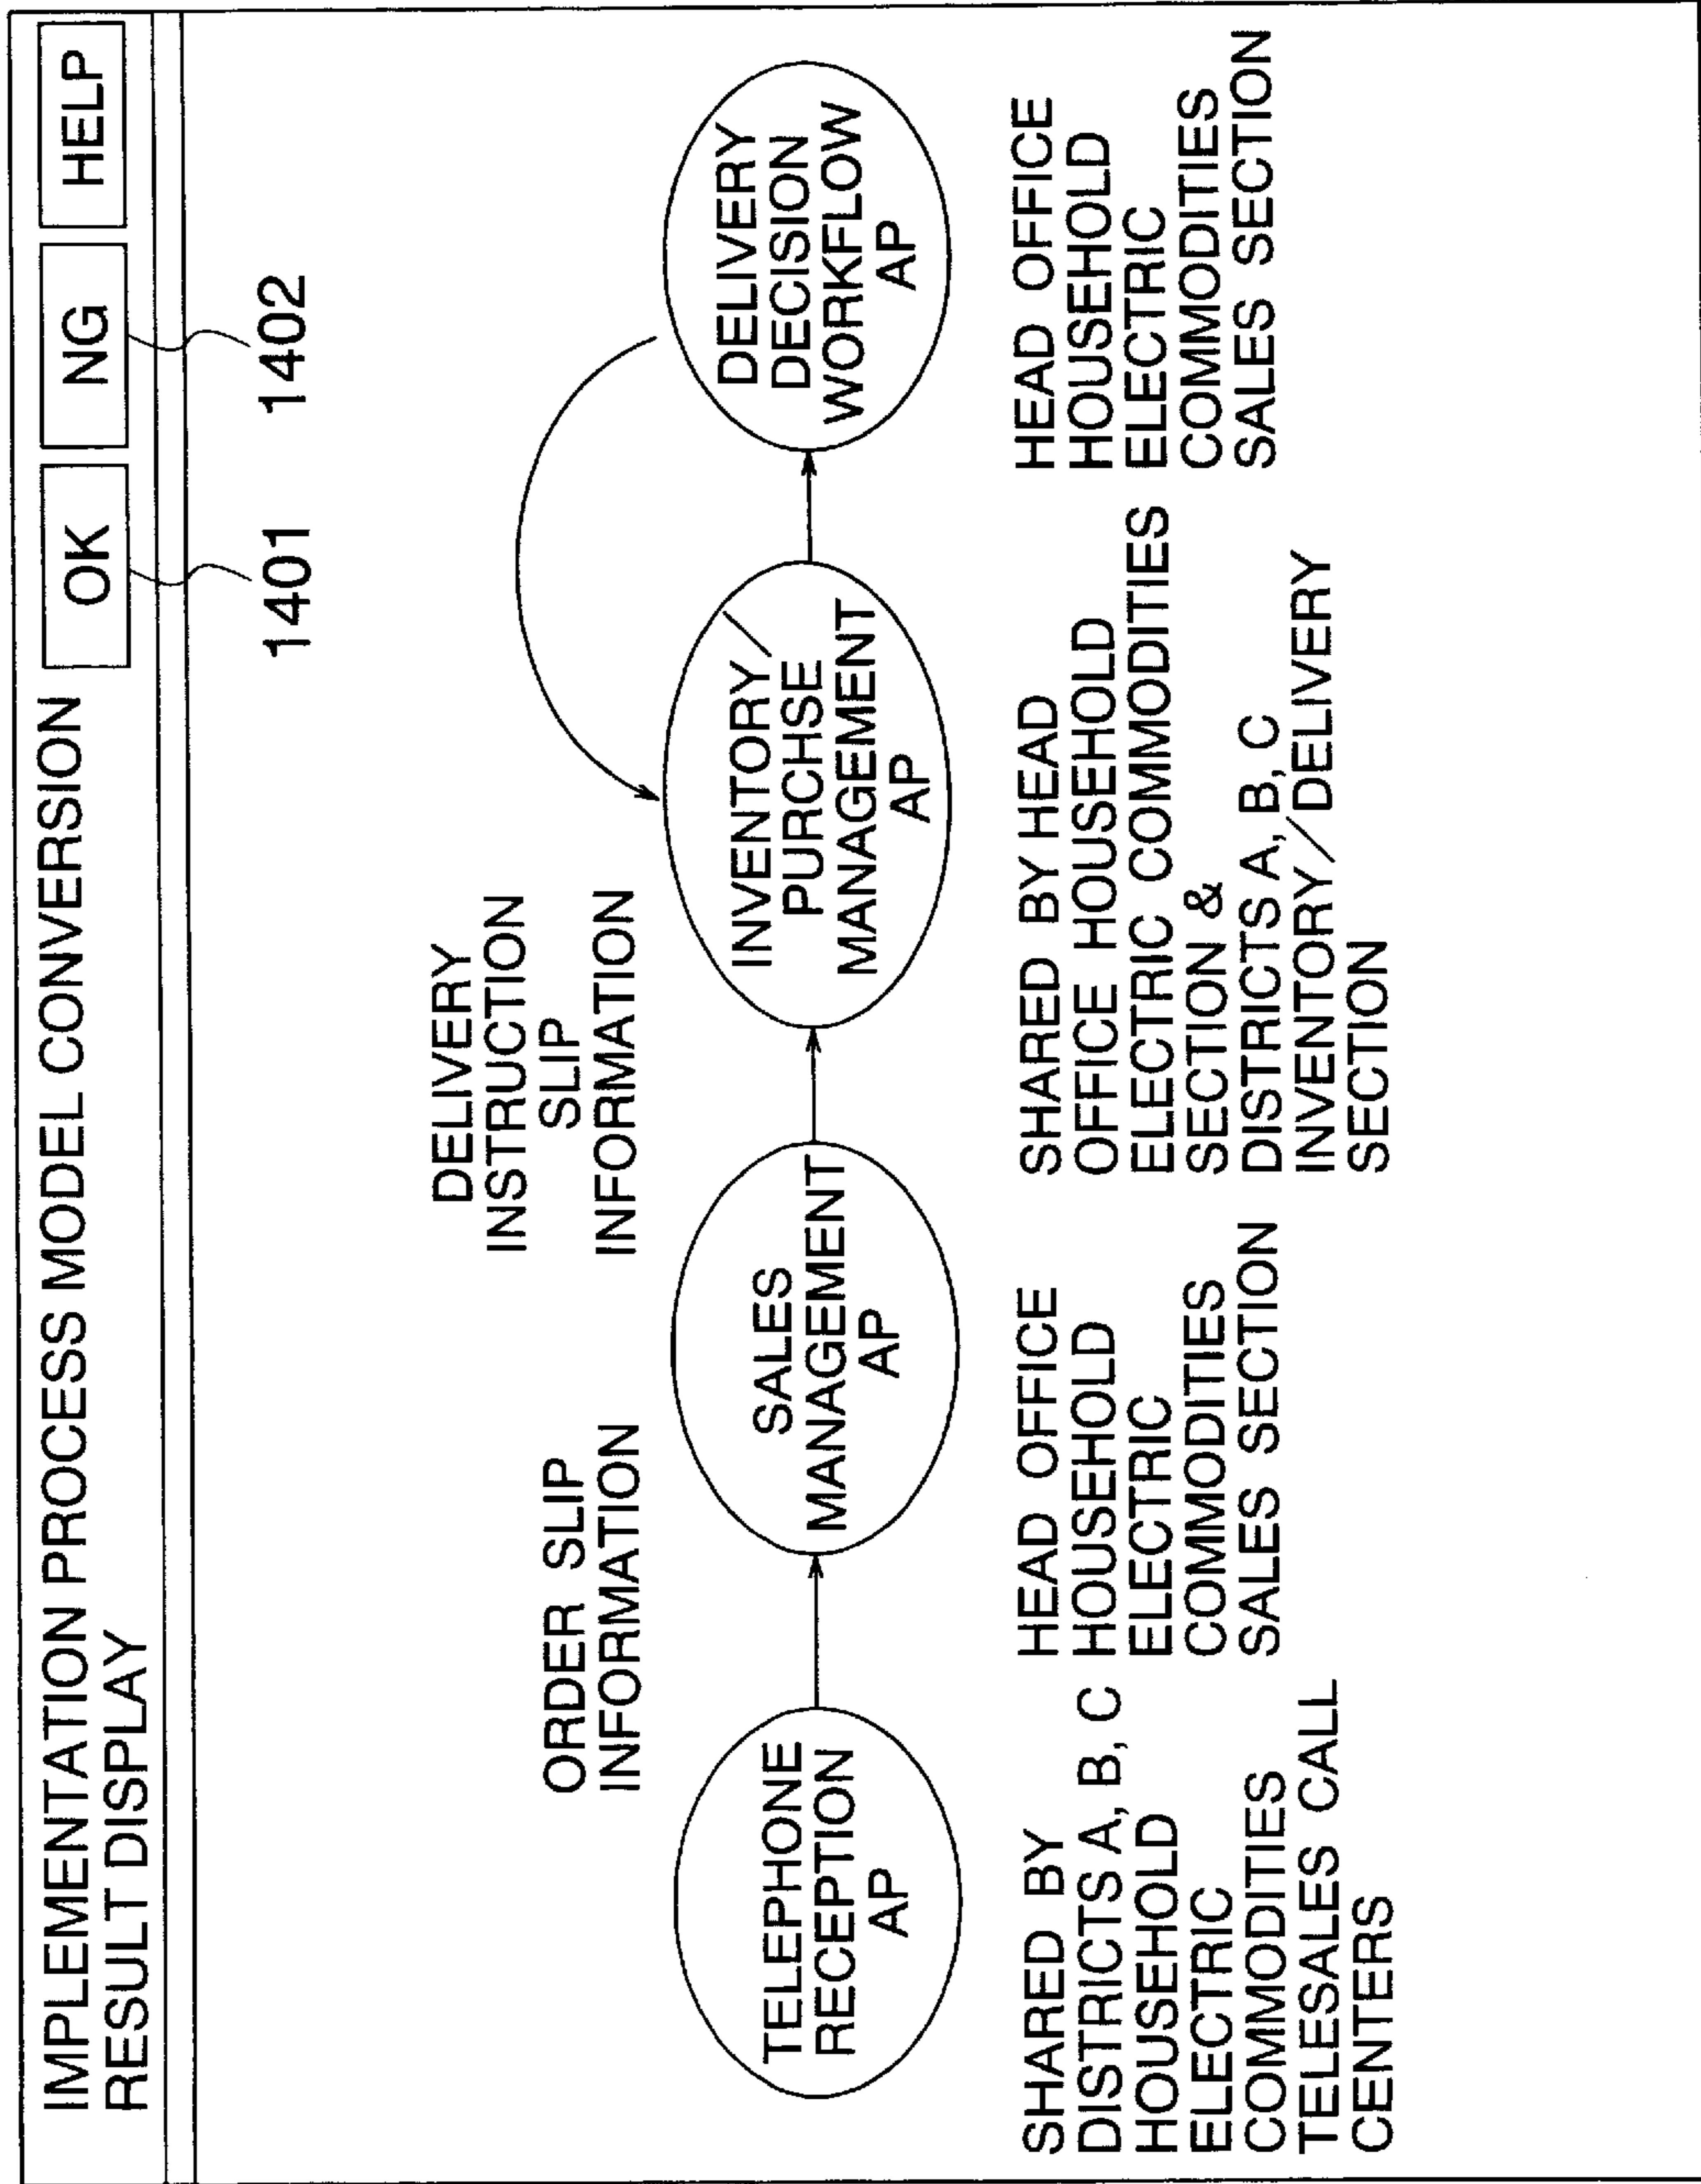 IMPLEMENTATION PROCESS MODEL CONVERSION
RESULT DISPLAY
OK
NG
HELP
1401
1402
ORDER SLIP
INFORMATION
DELIVERY
INSTRUCTION
SLIP
INFORMATION
TELEPHONE
RECEPTION
AP
SALES
MANAGEMENT
AP
INVENTORY/
PURCHSE
MANAGEMENT
AP
DELIVERY
DECISION
WORKFLOW
AP
SHARED BY
DISTRICTS A, B, C
HOUSEHOLD
ELECTRIC
COMMODITIES
TELESALES CALL
CENTERS
HEAD OFFICE
HOUSEHOLD
ELECTRIC
COMMODITIES
SALES SECTION
SHARED BY HEAD
OFFICE HOUSEHOLD
ELECTRIC COMMODITIES
SECTION &
DISTRICTS A, B, C
INVENTORY/DELIVERY
SECTION
HEAD OFFICE
HOUSEHOLD
ELECTRIC
COMMODITIES
SALES SECTION